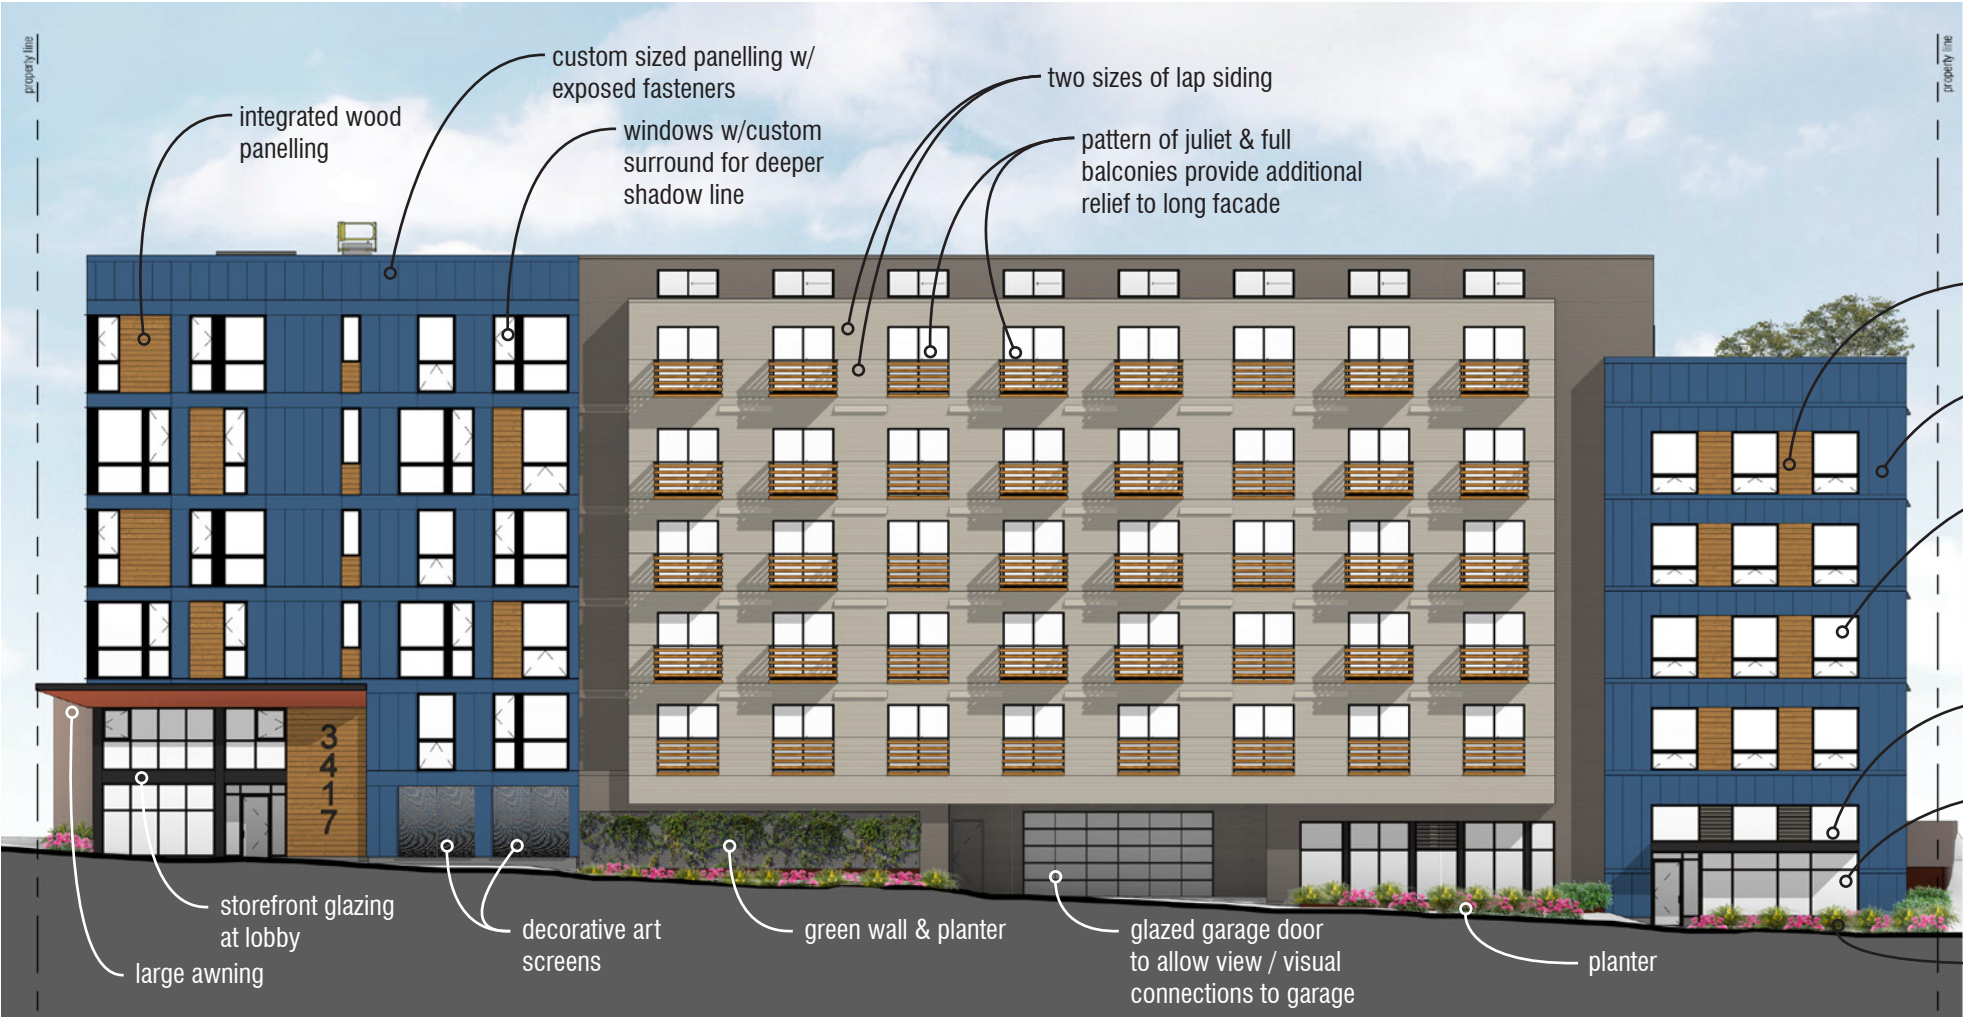 property line
property line
custom sized panelling w/
exposed fasteners
two sizes of lap siding
integrated wood
panelling
windows w/custom
surround for deeper
shadow line
pattern of juliet & full
balconies provide additional
relief to long facade
3
4
1
7
storefront glazing
at lobby
large awning
decorative art
screens
green wall & planter
glazed garage door
to allow view / visual
connections to garage
planter